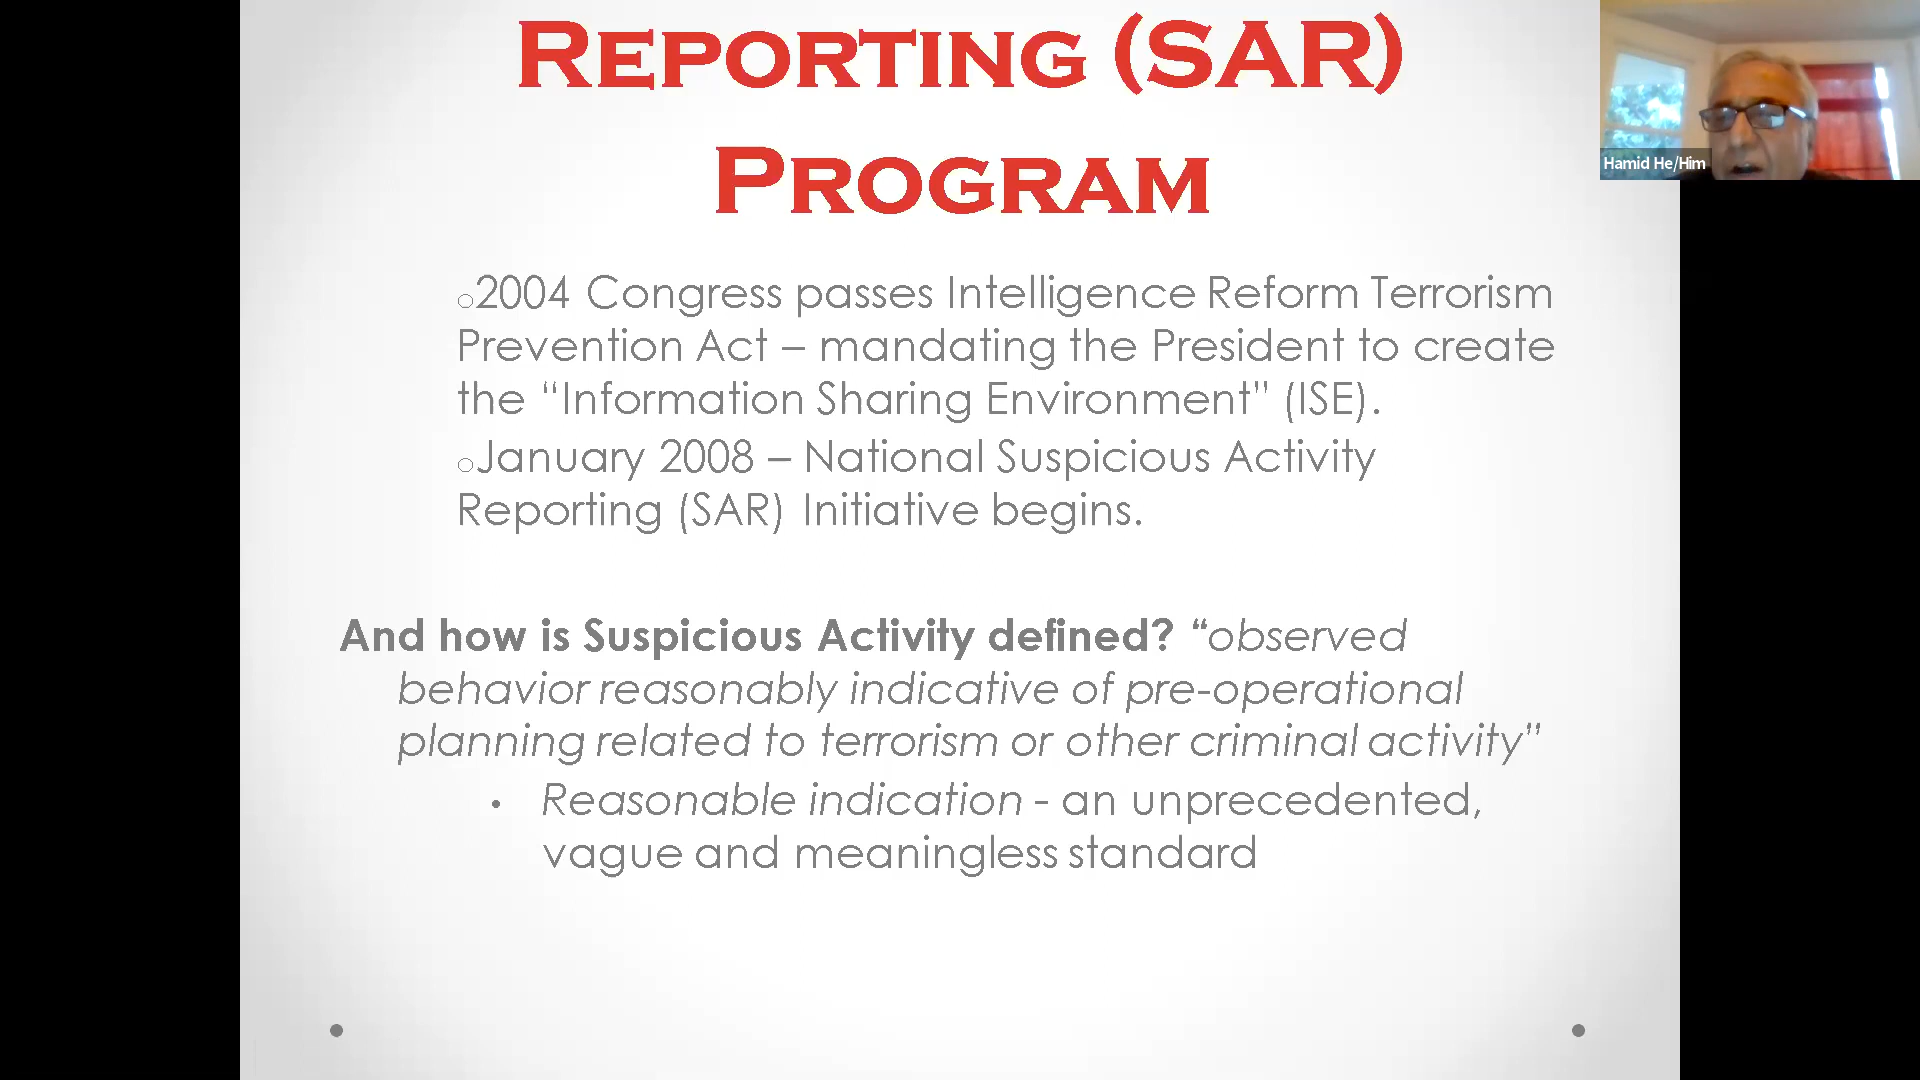 REPORTING (SAR)
PROGRAM
Hamid He/Him
○2004 Congress passes Intelligence Reform Terrorism
Prevention Act – mandating the President to create
the “Information Sharing Environment” (ISE).
○January 2008 – National Suspicious Activity
Reporting (SAR) Initiative begins.
And how is Suspicious Activity defined? “observed
behavior reasonably indicative of pre-operational
planning related to terrorism or other criminal activity”
• Reasonable indication - an unprecedented,
vague and meaningless standard